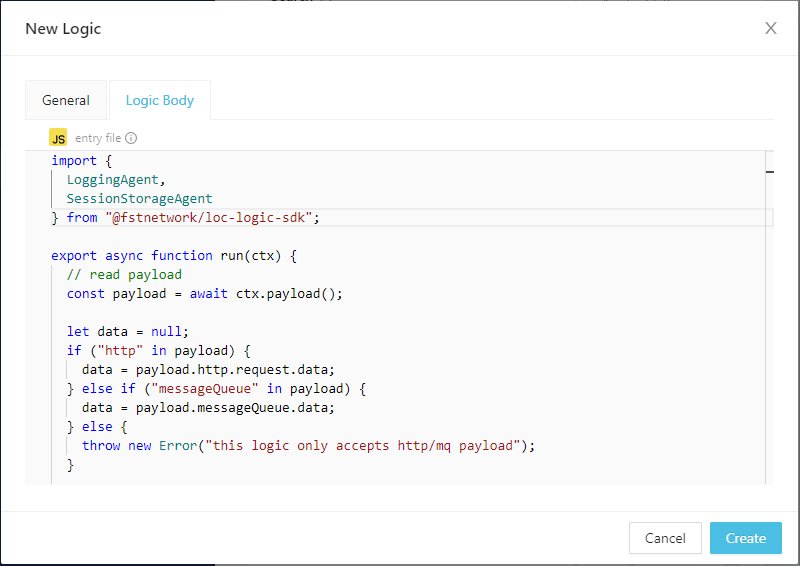 New Logic
X
General
Logic Body
JS entry file
import {
  LoggingAgent,
  SessionStorageAgent
} from "@fstnetwork/loc-logic-sdk";
export async function run(ctx) {
  // read payload
  const payload = await ctx.payload();
  let data = null;
  if ("http" in payload) {
    data = payload.http.request.data;
  } else if ("messageQueue" in payload) {
    data = payload.messageQueue.data;
  } else {
    throw new Error("this logic only accepts http/mq payload");
  }
Cancel
Create